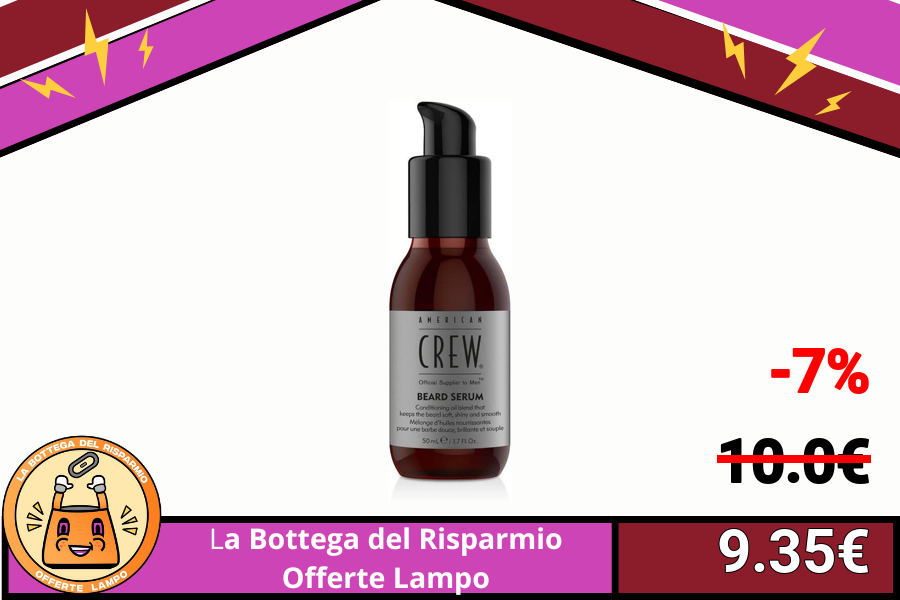 AMERICAN
CREW®
Official Supplier to Men™
BEARD SERUM
Conditioning oil blend that
keeps the beard soft, shiny and smooth
Mélange d'huiles nourrissantes
pour une barbe douce, brillante et souple
50 mL ℮ / 1.7 Fl. Oz.
-7%
10.0€
LA BOTTEGA DEL RISPARMIO
OFFERTE LAMPO
La Bottega del Risparmio
Offerte Lampo
9.35€